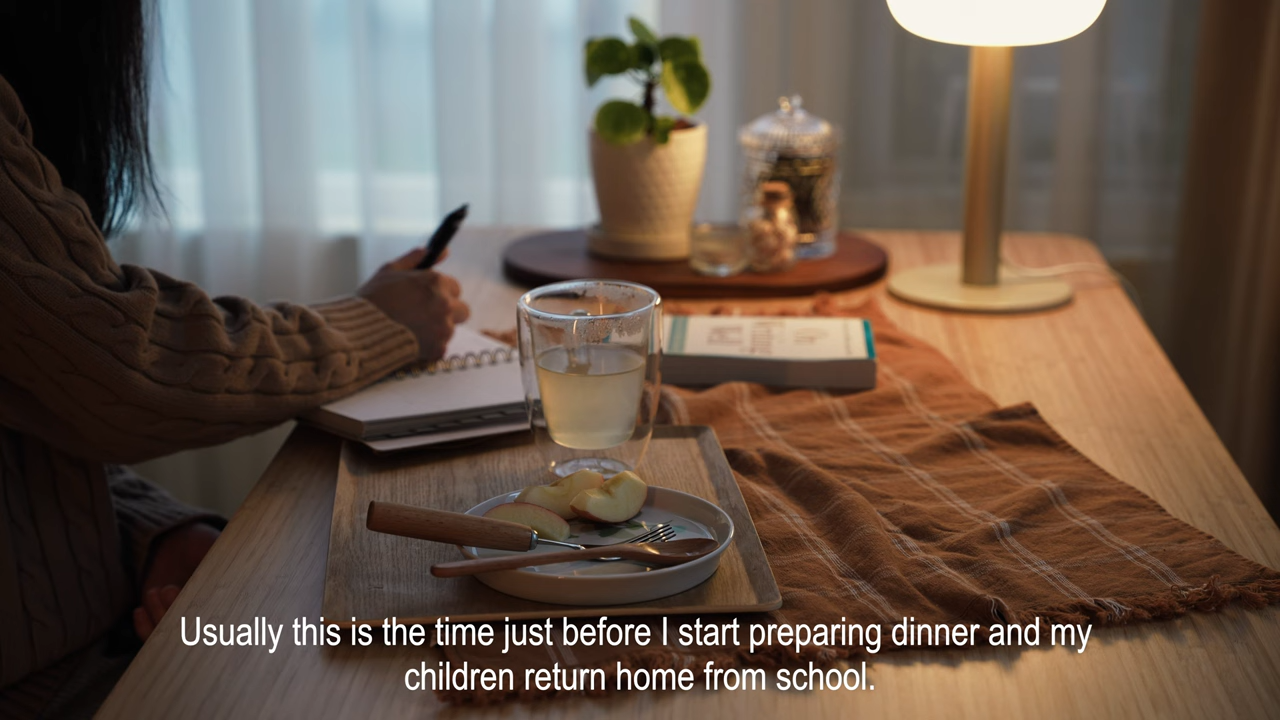 Usually this is the time just before I start preparing dinner and my
children return home from school.